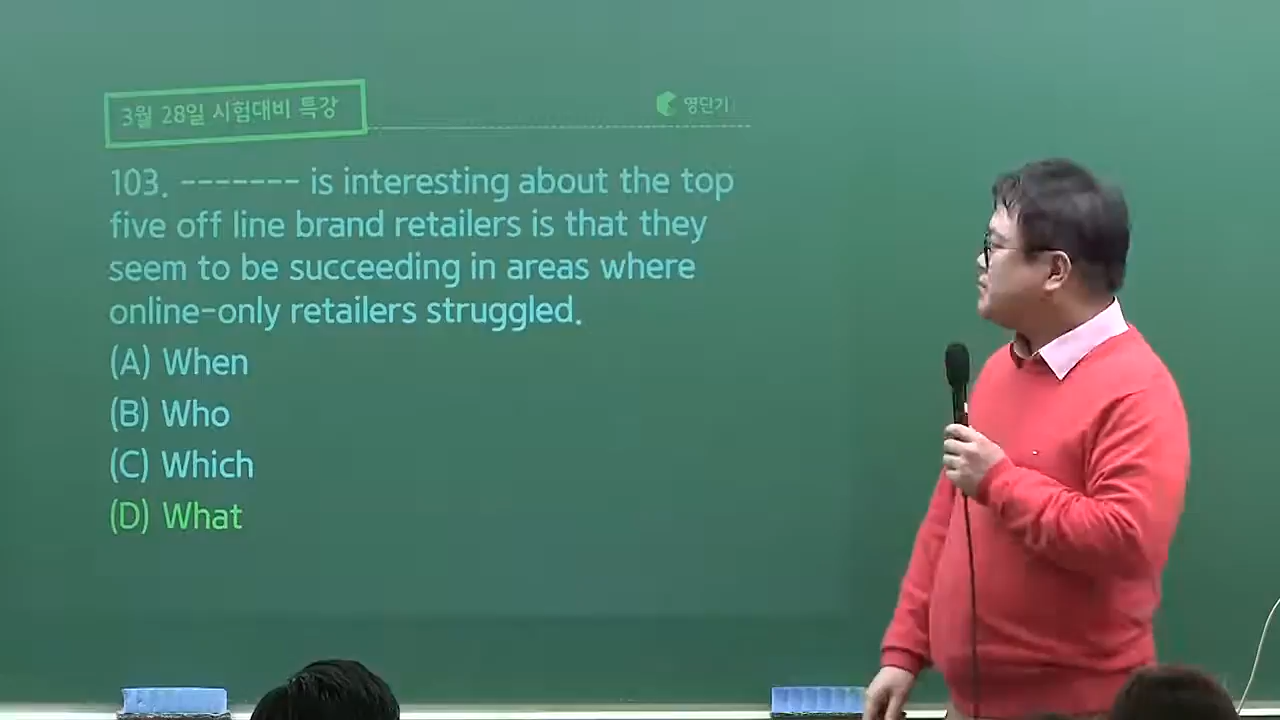 3월 28일 시험대비 특강
영단기
103. ------- is interesting about the top
five off line brand retailers is that they
seem to be succeeding in areas where
online-only retailers struggled.
(A) When
(B) Who
(C) Which
(D) What